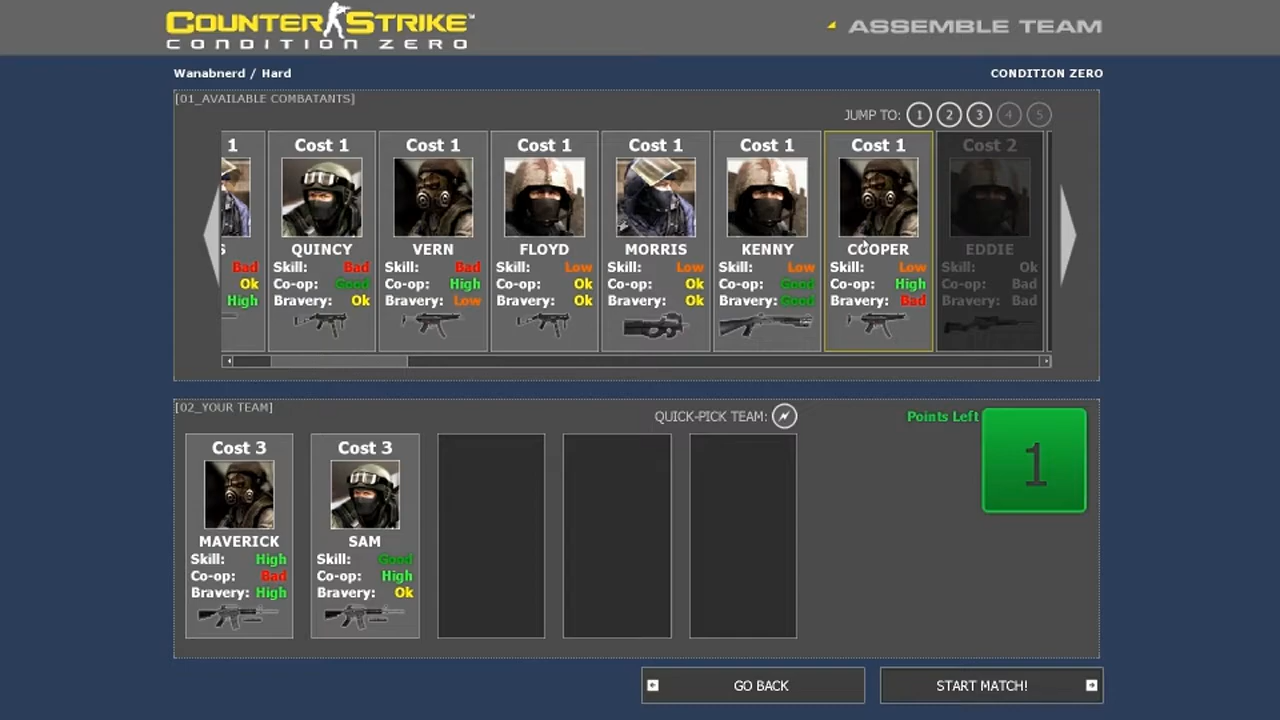 COUNTER STRIKE™
CONDITION ZERO
ASSEMBLE TEAM
Wanabnerd / Hard
CONDITION ZERO
[01_AVAILABLE COMBATANTS]
JUMP TO: 1 2 3 4 5
1
S
Bad
Ok
High
Cost 1
QUINCY
Skill: Bad
Co-op: Good
Bravery: Ok
Cost 1
VERN
Skill: Bad
Co-op: High
Bravery: Low
Cost 1
FLOYD
Skill: Low
Co-op: Ok
Bravery: Ok
Cost 1
MORRIS
Skill: Low
Co-op: Ok
Bravery: Ok
Cost 1
KENNY
Skill: Low
Co-op: Good
Bravery: Good
Cost 1
COOPER
Skill: Low
Co-op: High
Bravery: Bad
Cost 2
EDDIE
Skill: Ok
Co-op: Bad
Bravery: Bad
[02_YOUR TEAM]
QUICK-PICK TEAM:
Points Left
1
Cost 3
MAVERICK
Skill: High
Co-op: Bad
Bravery: High
Cost 3
SAM
Skill: Good
Co-op: High
Bravery: Ok
GO BACK
START MATCH!